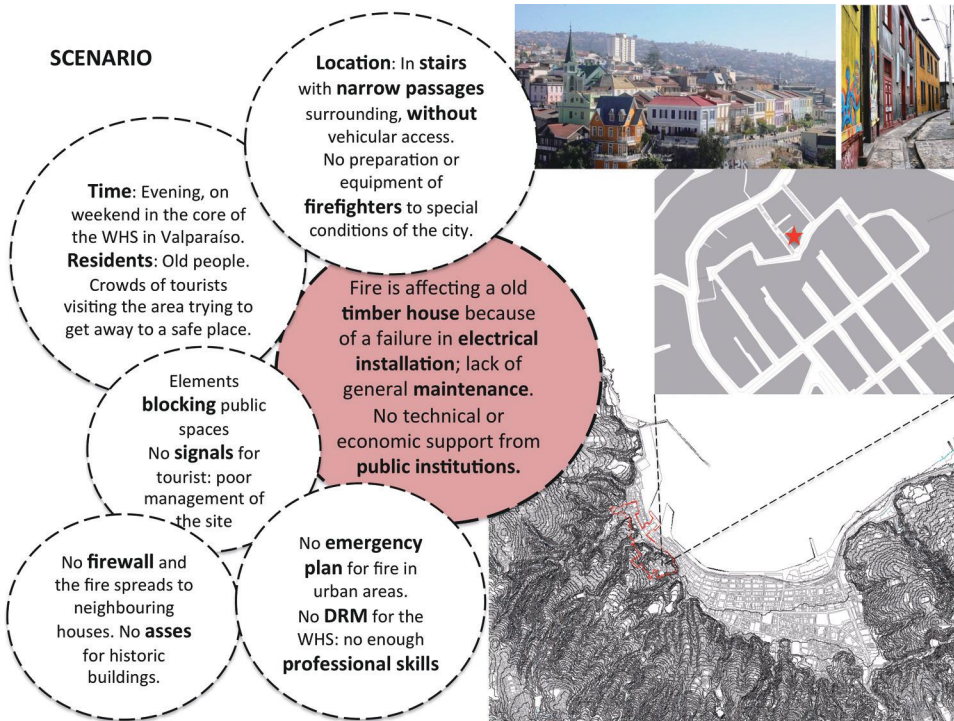 SCENARIO
Location: In stairs
with narrow passages
surrounding, without
vehicular access.
No preparation or
equipment of
firefighters to special
conditions of the city.
Time: Evening, on
weekend in the core of
the WHS in Valparaíso.
Residents: Old people.
Crowds of tourists
visiting the area trying to
get away to a safe place.
Fire is affecting a old
timber house because
of a failure in electrical
installation; lack of
general maintenance.
No technical or
economic support from
public institutions.
Elements
blocking public
spaces
No signals for
tourist: poor
management of
the site
No firewall and
the fire spreads to
neighbouring
houses. No asses
for historic
buildings.
No emergency
plan for fire in
urban areas.
No DRM for the
WHS: no enough
professional skills